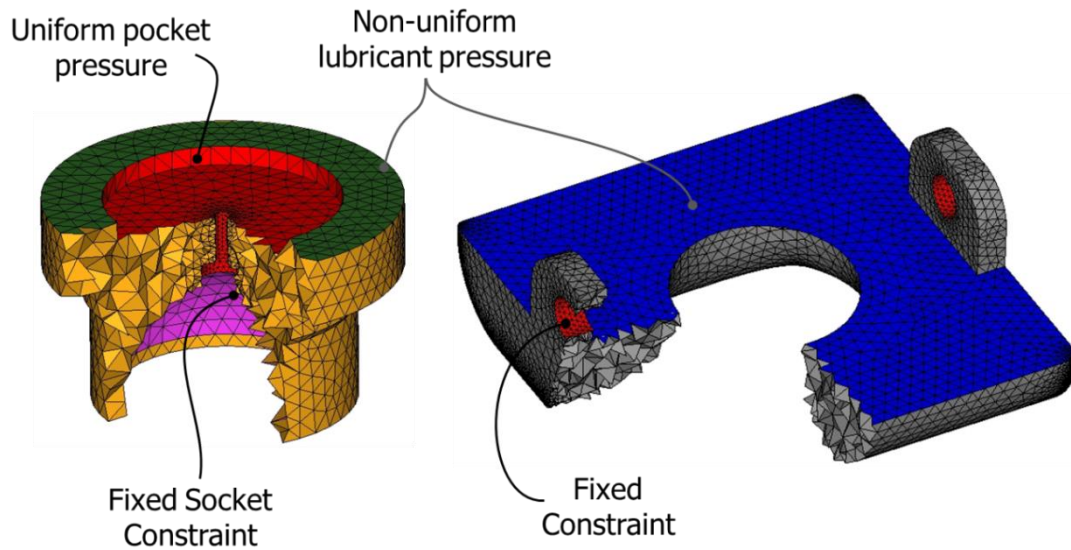 Uniform pocket
pressure
Non-uniform
lubricant pressure
Fixed Socket
Constraint
Fixed
Constraint